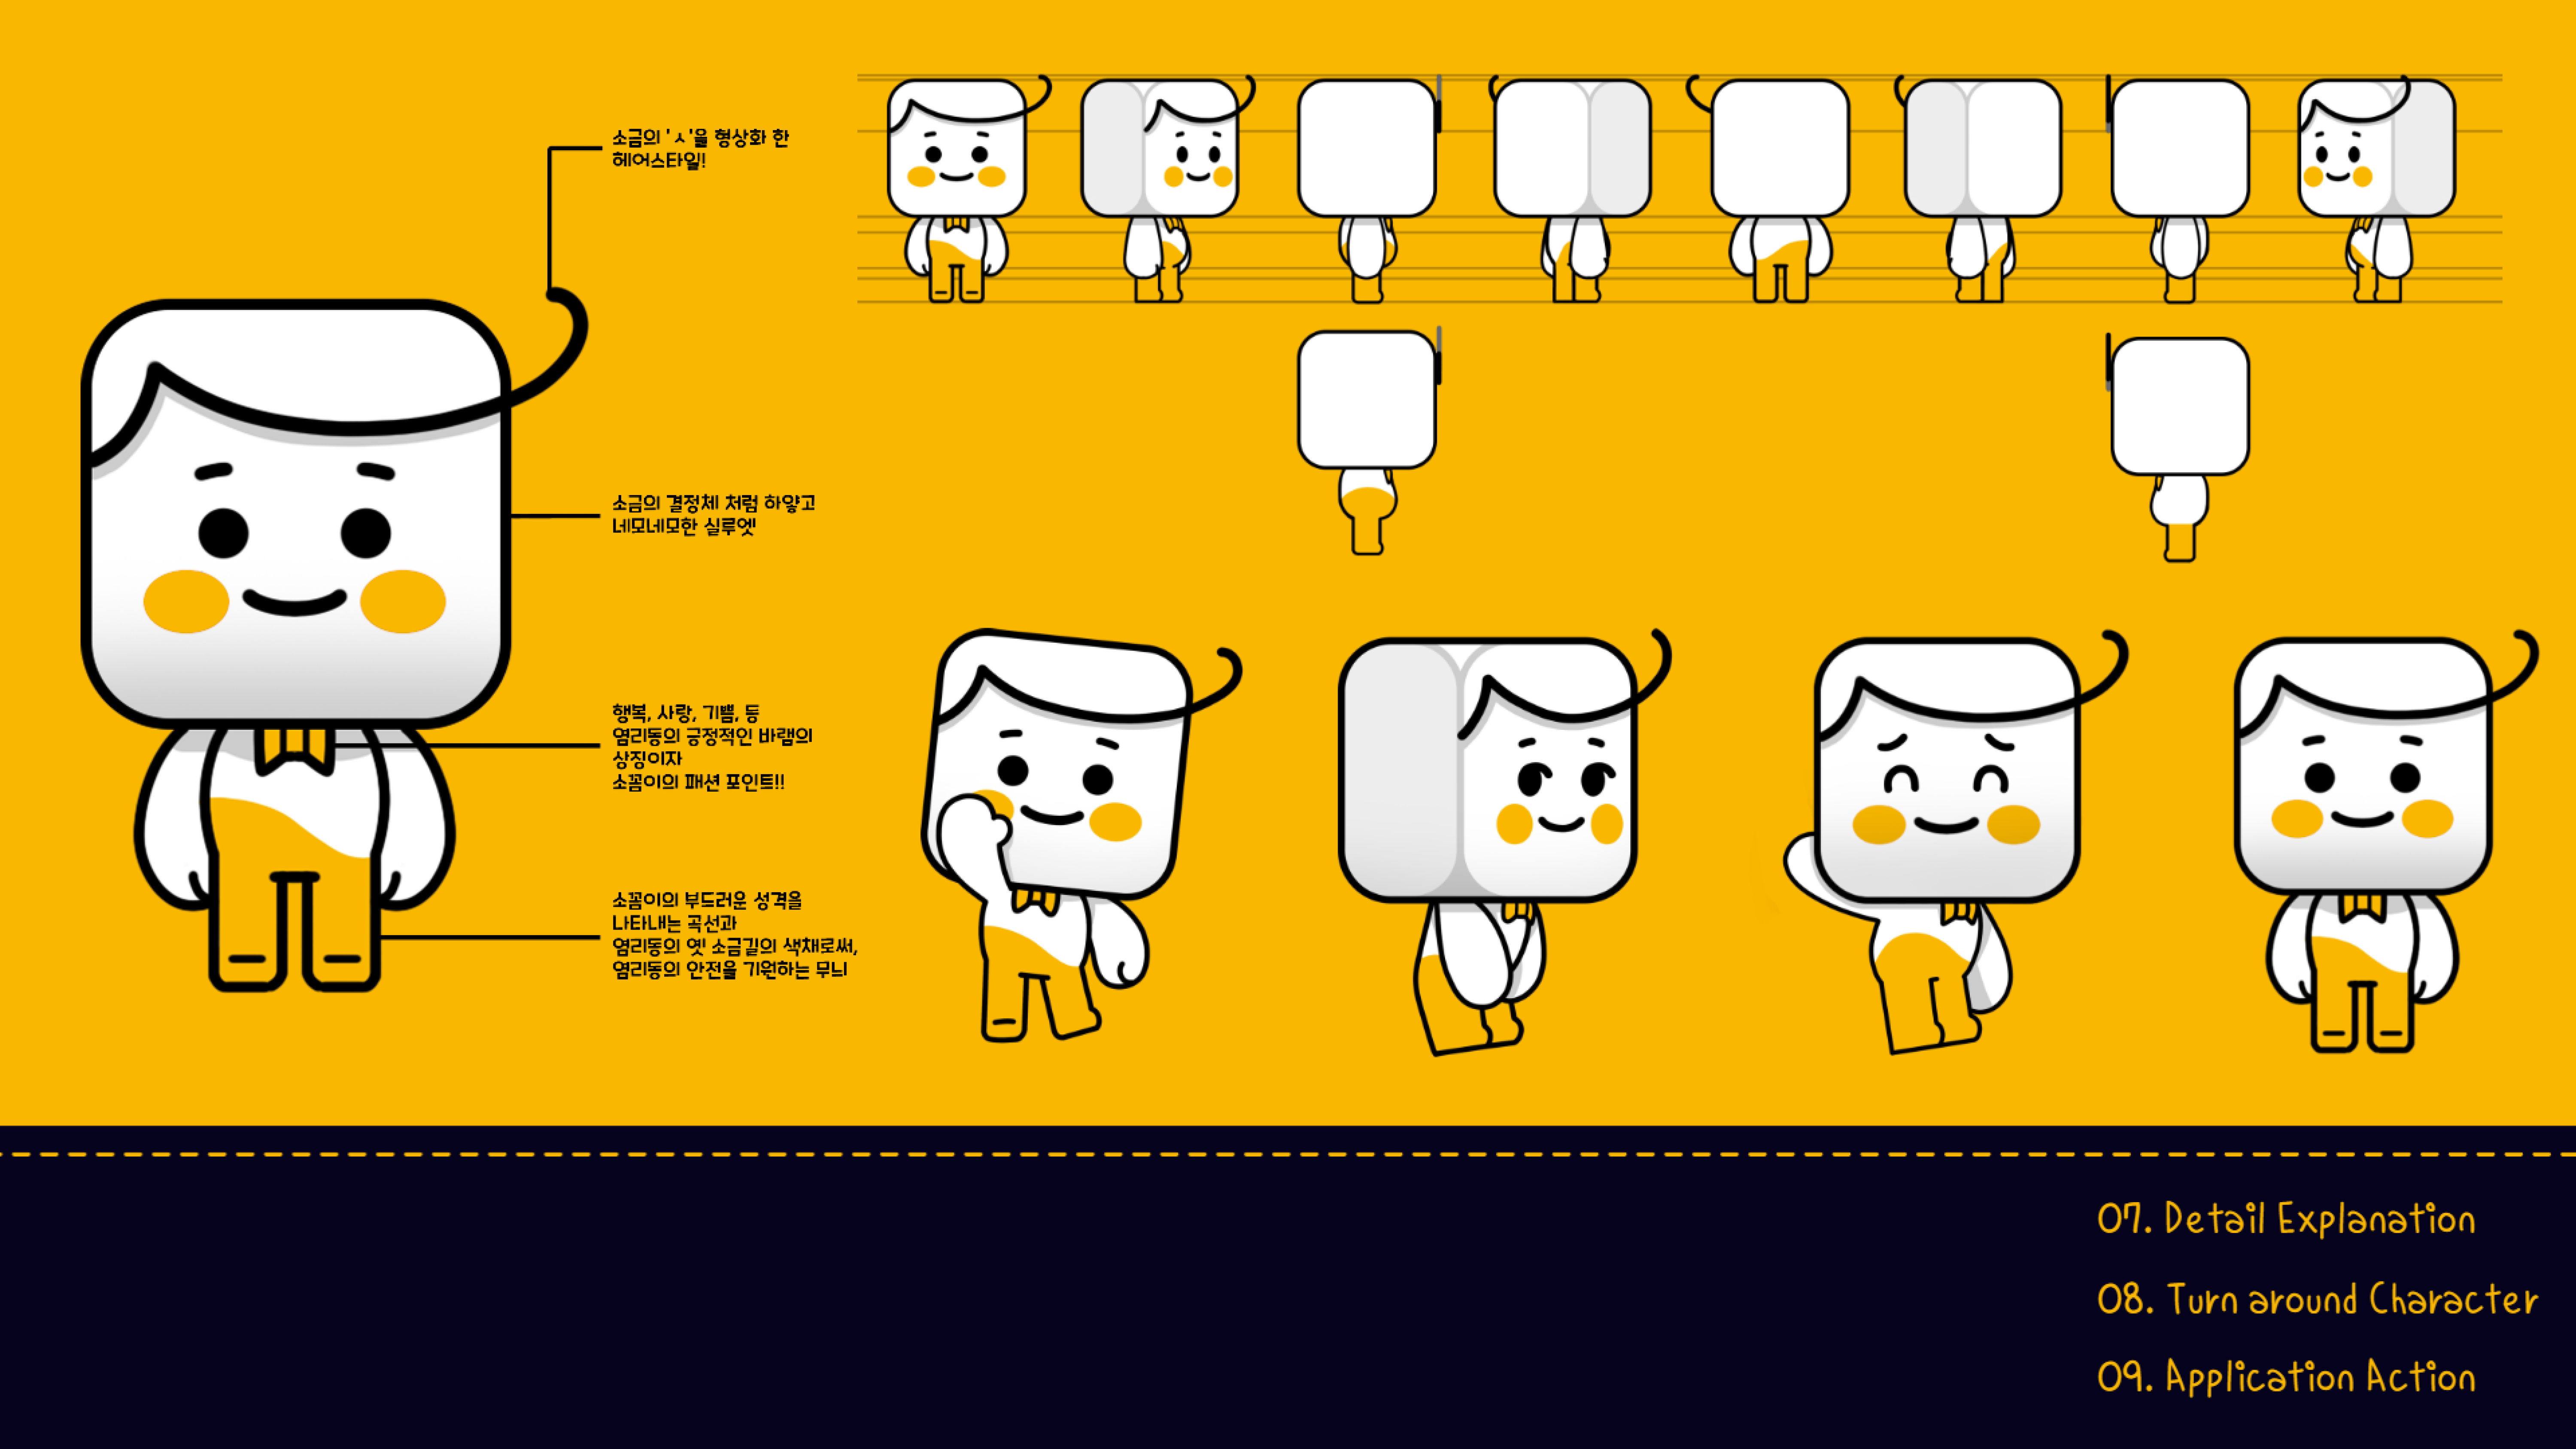 소금의 'ㅅ'을 형상화 한
헤어스타일!
소금의 결정체 처럼 하얗고
네모네모한 실루엣
행복, 사랑, 기쁨, 등
염리동의 긍정적인 바램의
상징이자
소꼼이의 패션 포인트!!
소꼼이의 부드러운 성격을
나타내는 곡선과
염리동의 옛 소금길의 색채로써,
염리동의 안전을 기원하는 무늬
07. Detail Explanation
08. Turn around Character
09. Application Action